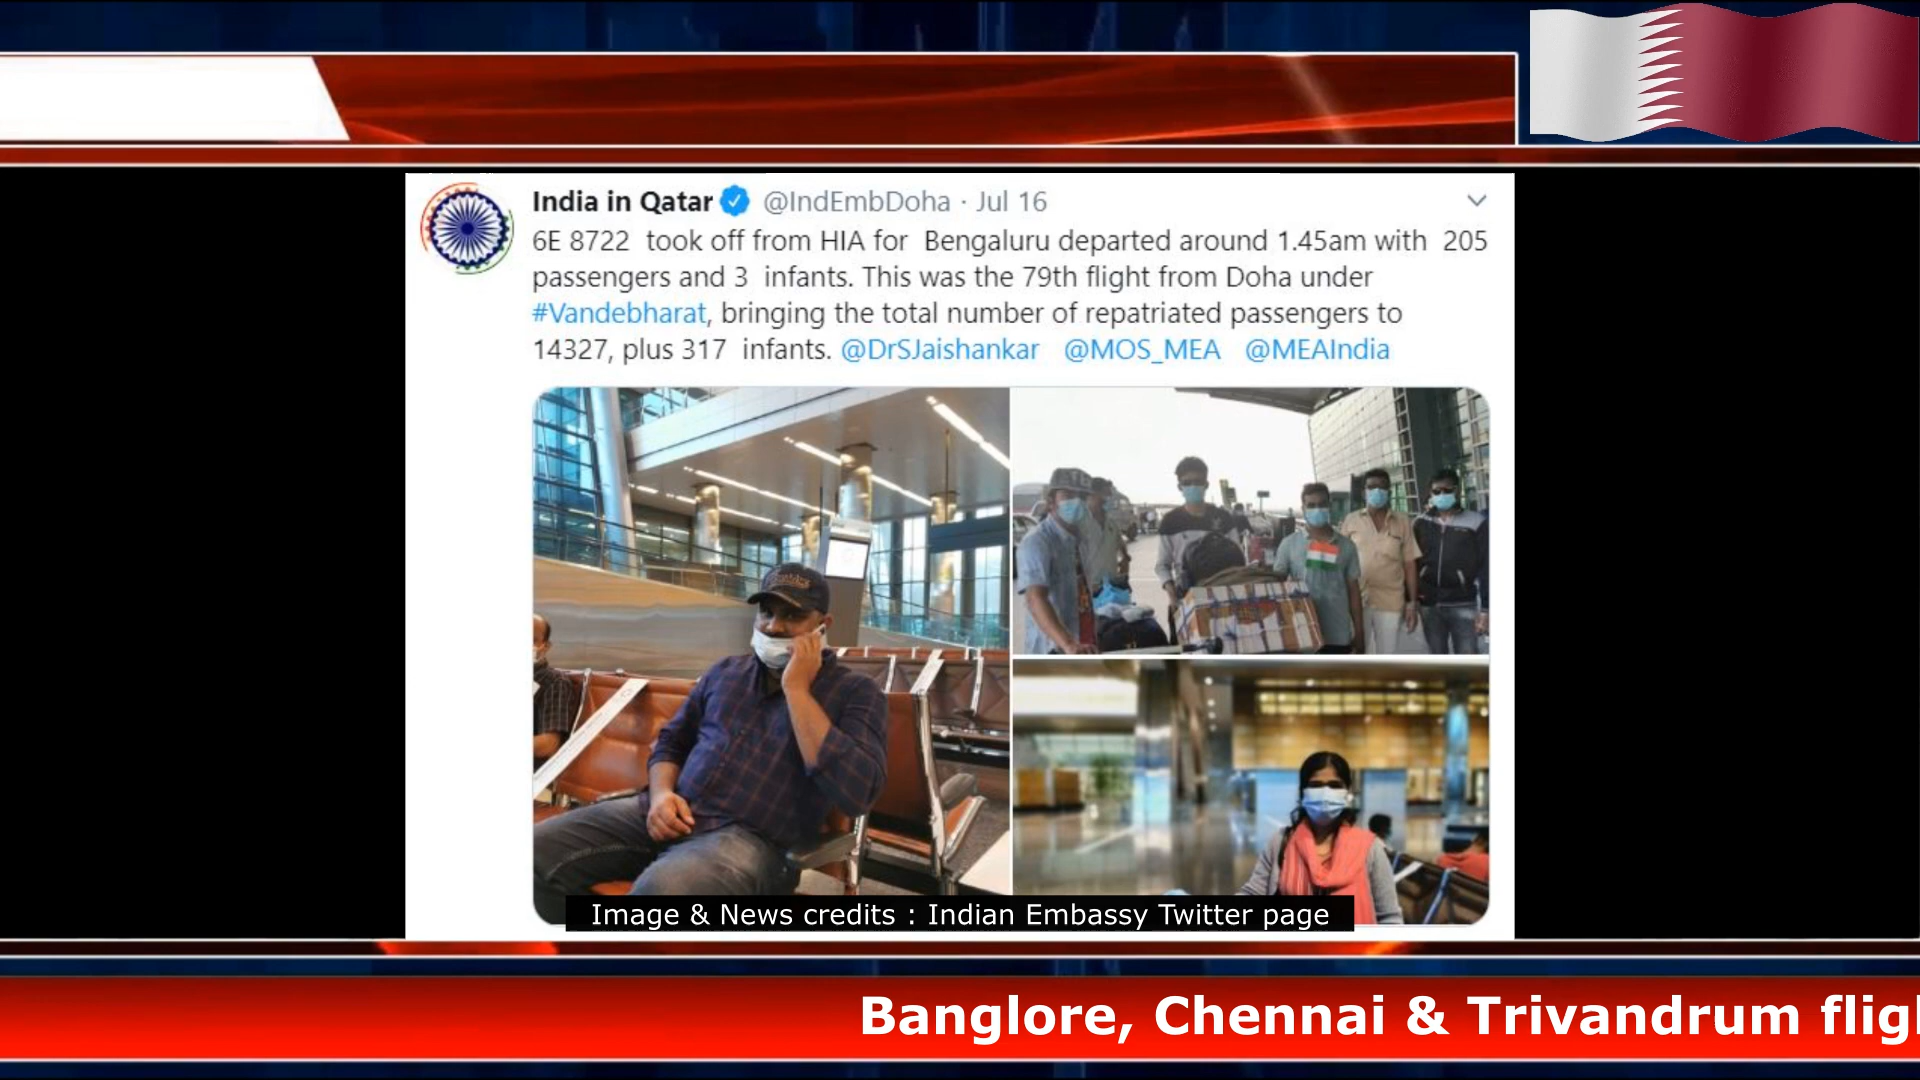 India in Qatar @IndEmbDoha · Jul 16
6E 8722 took off from HIA for Bengaluru departed around 1.45am with 205
passengers and 3 infants. This was the 79th flight from Doha under
#Vandebharat, bringing the total number of repatriated passengers to
14327, plus 317 infants. @DrSJaishankar @MOS_MEA @MEAIndia
Image & News credits : Indian Embassy Twitter page
Banglore, Chennai & Trivandrum fligh